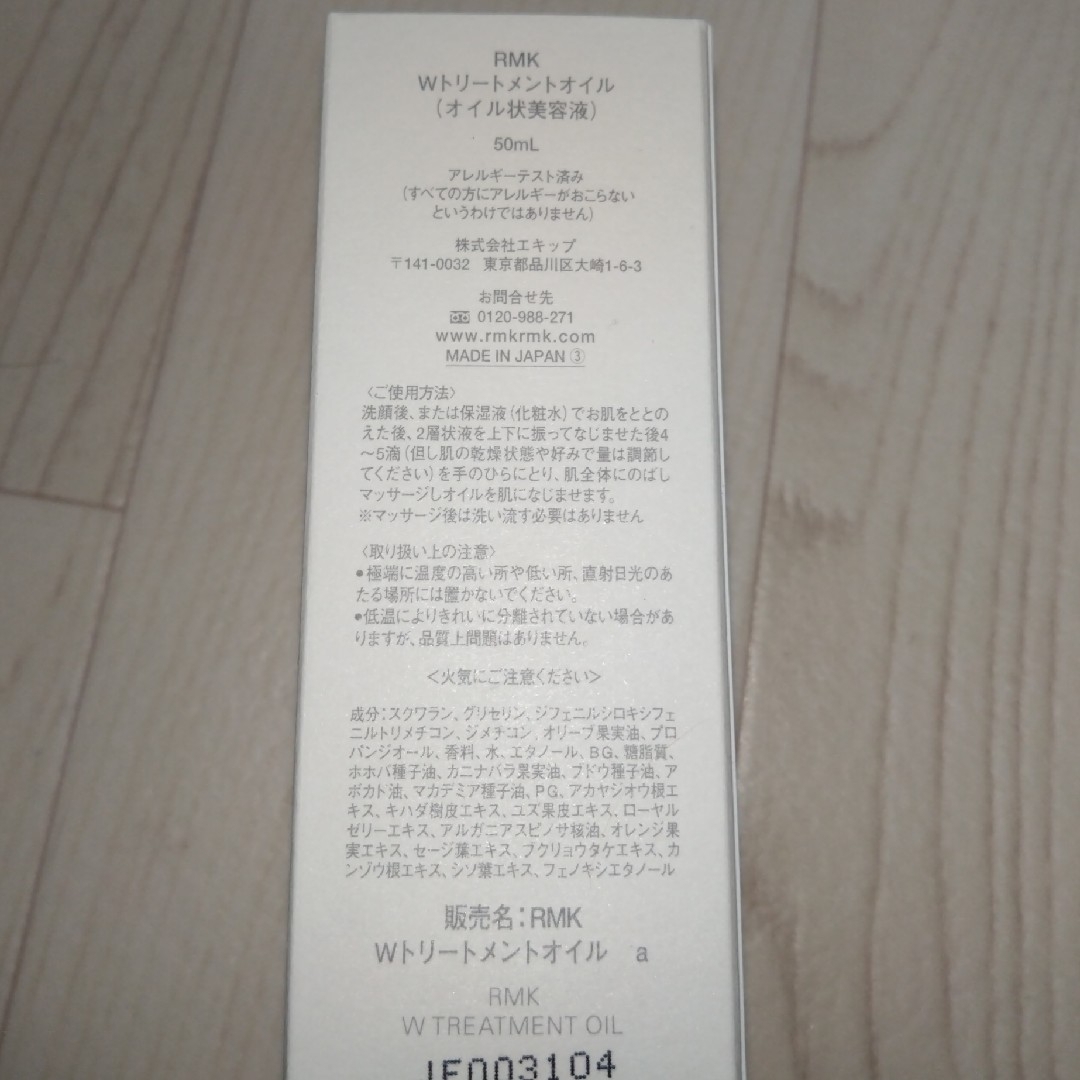 RMK
Wトリートメントオイル
(オイル状美容液)
50mL
アレルギーテスト済み
(すべての方にアレルギーがおこらない
というわけではありません)
株式会社エキップ
〒141-0032 東京都品川区大崎1-6-3
お問合せ先
0120-988-271
www.rmkrmk.com
MADE IN JAPAN ③
〈ご使用方法〉
洗顔後、または保湿液(化粧水)でお肌をととの
えた後、2層状液を上下に振ってなじませた後4
〜5滴(但し肌の乾燥状態や好みで量は調節し
てください)を手のひらにとり、肌全体にのばし
マッサージしオイルを肌になじませます。
※マッサージ後は洗い流す必要はありません
〈取り扱い上の注意〉
•極端に温度の高い所や低い所、直射日光のあ
たる場所には置かないでください。
•低温によりきれいに分離されていない場合があ
りますが、品質上問題はありません。
<火気にご注意ください>
成分:スクワラン、グリセリン、ジフェニルシロキシフェ
ニルトリメチコン、ジメチコン、オリーブ果実油、プロ
パンジオール、香料、水、エタノール、BG、糖脂質、
ホホバ種子油、カニナバラ果実油、ブドウ種子油、ア
ボカド油、マカデミア種子油、PG、アカヤジオウ根エ
キス、キハダ樹皮エキス、ユズ果皮エキス、ローヤル
ゼリーエキス、アルガニアスピノサ核油、オレンジ果
実エキス、セージ葉エキス、ブクリョウタケエキス、カ
ンゾウ根エキス、シソ葉エキス、フェノキシエタノール
販売名:RMK
Wトリートメントオイル a
RMK
W TREATMENT OIL
JF003104